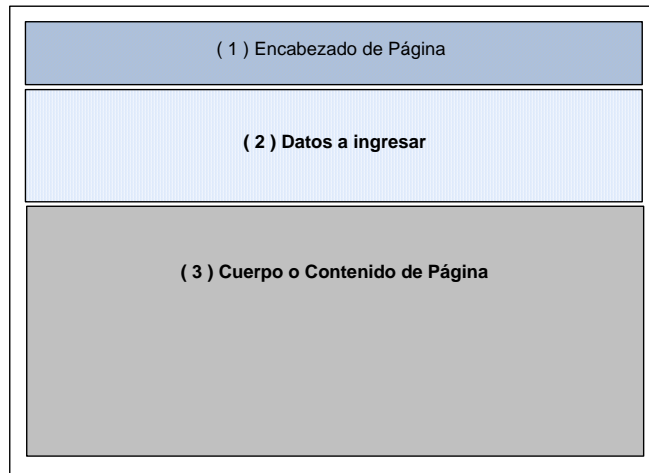 ( 1 ) Encabezado de Página
( 2 ) Datos a ingresar
( 3 ) Cuerpo o Contenido de Página